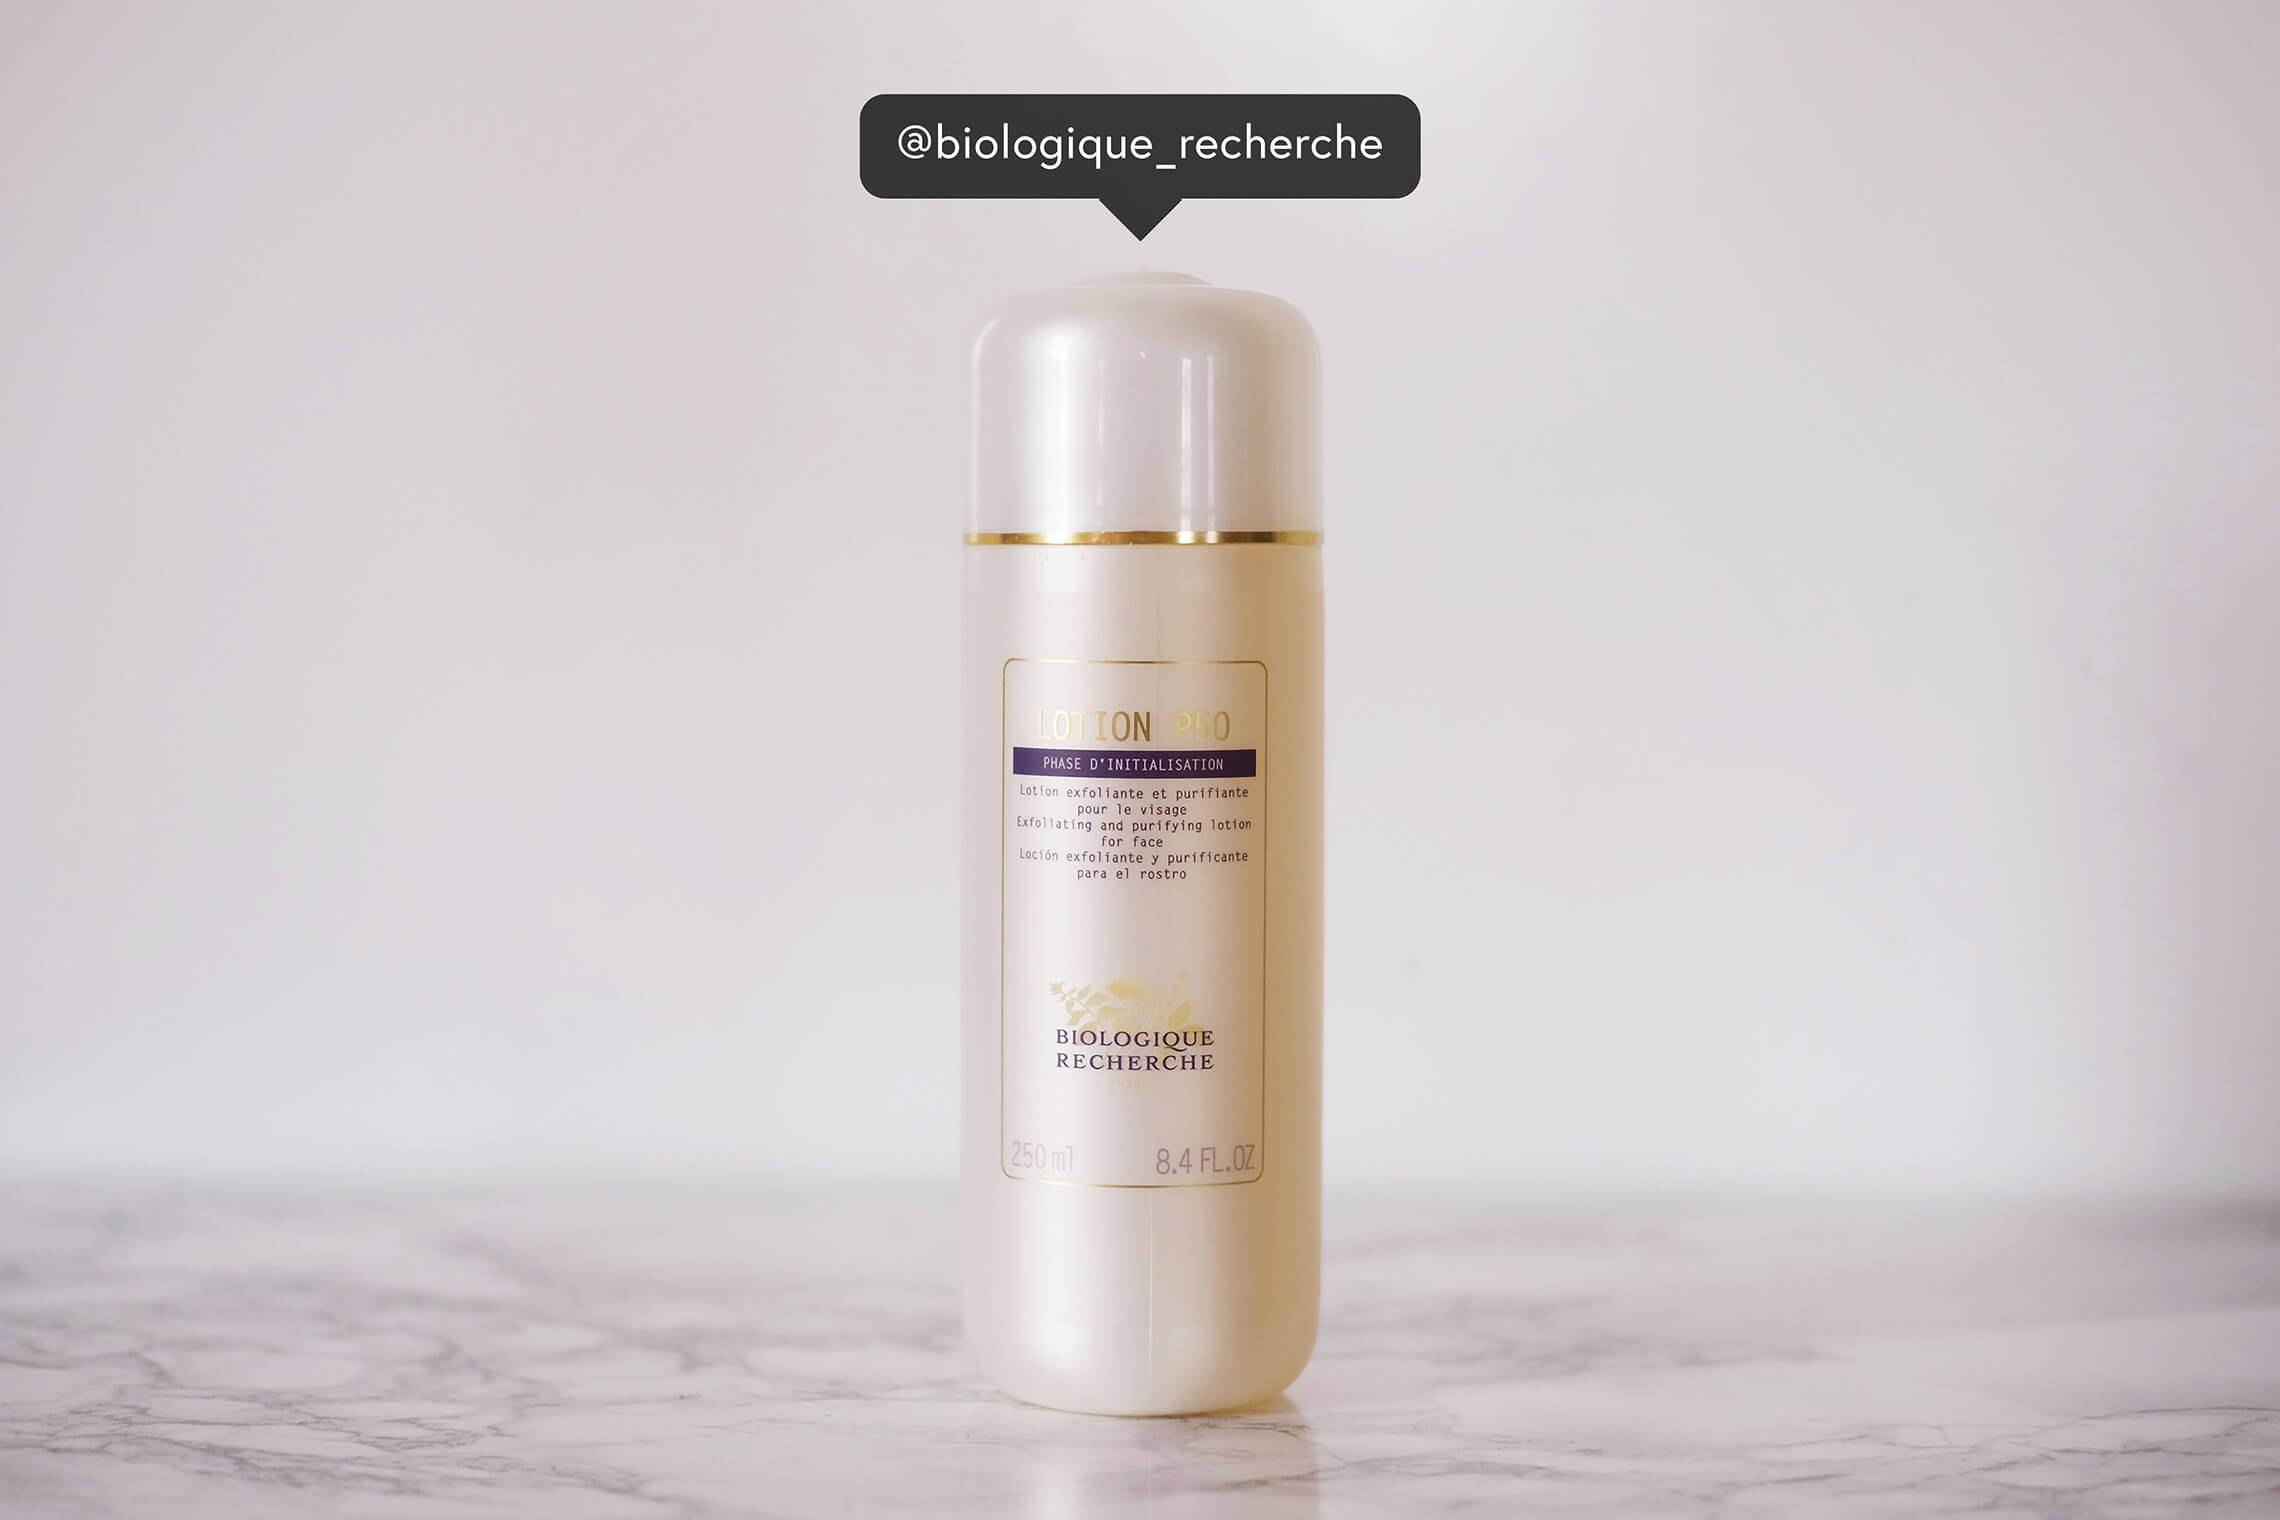 @biologique_recherche
LOTION P50
PHASE D'INITIALISATION
Lotion exfoliante et purifiante
pour le visage
Exfoliating and purifying lotion
for face
Loción exfoliante y purificante
para el rostro
BIOLOGIQUE
RECHERCHE
PARIS
250 ml 8.4 FL.OZ